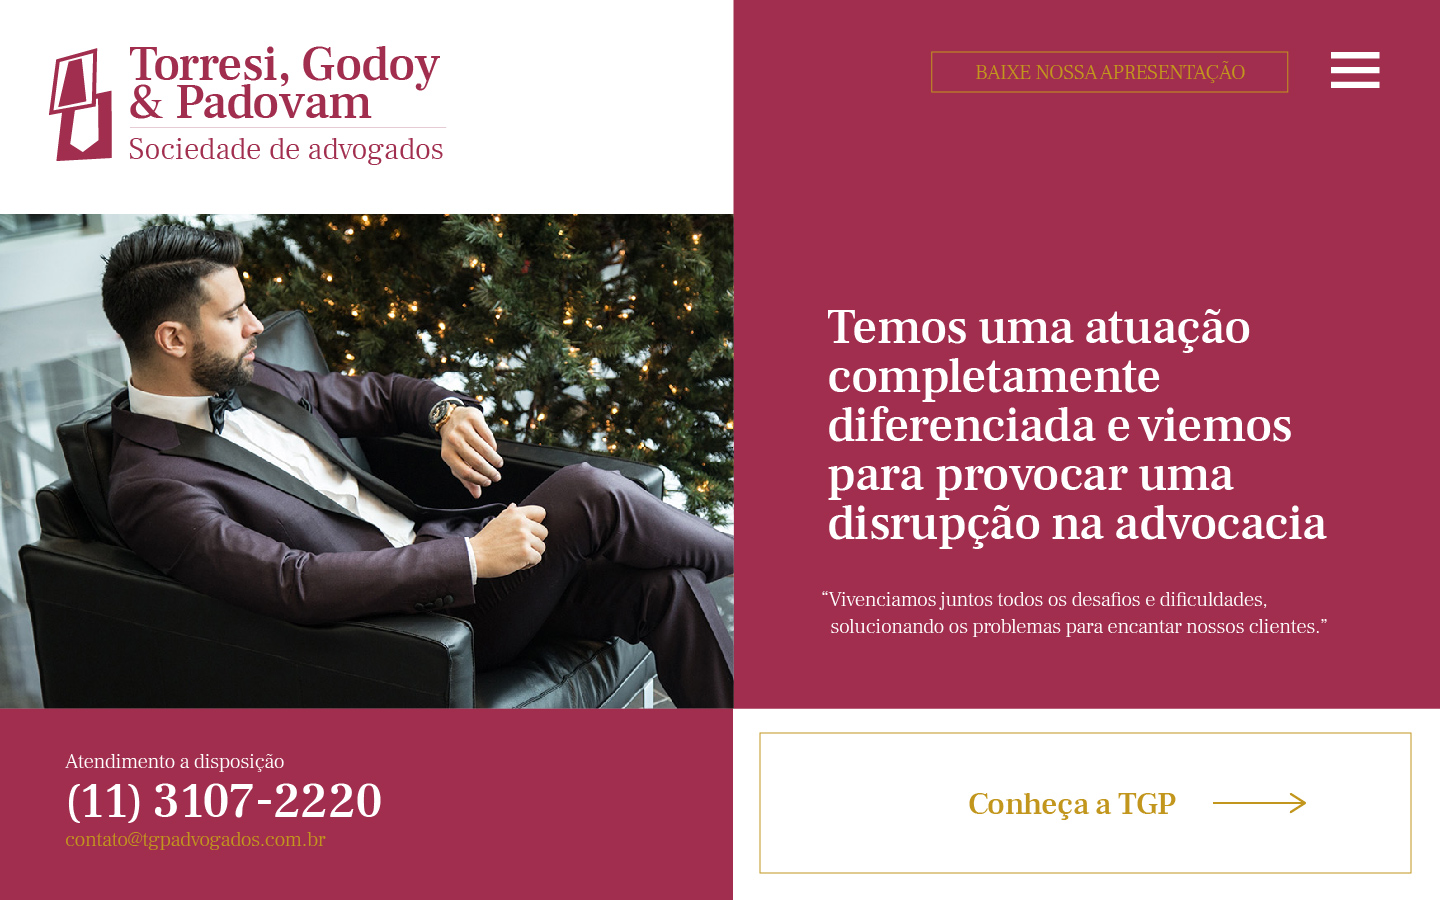 Torresi, Godoy
& Padovam
Sociedade de advogados
BAIXE NOSSA APRESENTAÇÃO
Temos uma atuação
completamente
diferenciada e viemos
para provocar uma
disrupção na advocacia
“Vivenciamos juntos todos os desafios e dificuldades,
solucionando os problemas para encantar nossos clientes.”
Atendimento a disposição
(11) 3107-2220
contato@tgpadvogados.com.br
Conheça a TGP